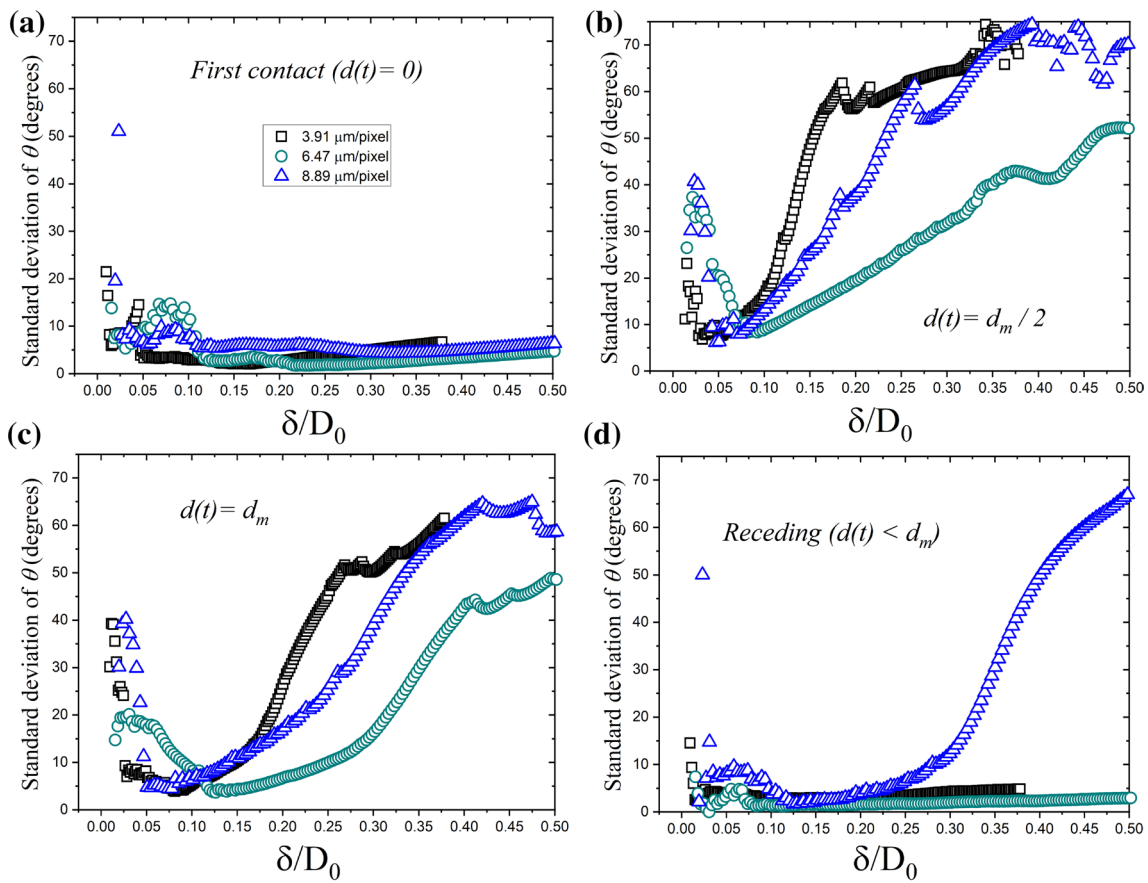 (a)
Standard deviation of θ (degrees)
70
60
50
40
30
20
10
0
First contact (d(t)= 0)
3.91 μm/pixel
6.47 μm/pixel
8.89 μm/pixel
0.00 0.05 0.10 0.15 0.20 0.25 0.30 0.35 0.40 0.45 0.50
δ/D0
(b)
Standard deviation of θ (degrees)
70
60
50
40
30
20
10
0
d(t)= dm / 2
0.00 0.05 0.10 0.15 0.20 0.25 0.30 0.35 0.40 0.45 0.50
δ/D0
(c)
Standard deviation of θ (degrees)
70
60
50
40
30
20
10
0
d(t)= dm
0.00 0.05 0.10 0.15 0.20 0.25 0.30 0.35 0.40 0.45 0.50
δ/D0
(d)
Standard deviation of θ (degrees)
70
60
50
40
30
20
10
0
Receding (d(t) < dm)
0.00 0.05 0.10 0.15 0.20 0.25 0.30 0.35 0.40 0.45 0.50
δ/D0